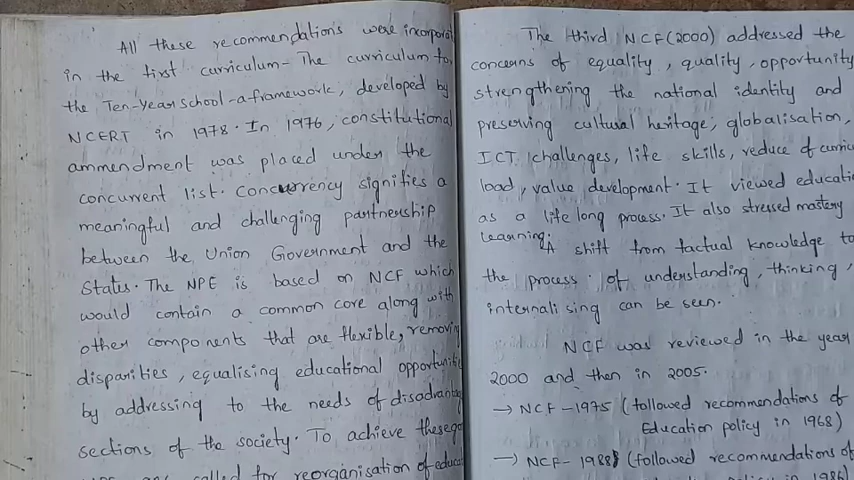 All these recommendations were incorporat
in the first curriculum- The curriculum for
the Ten-Year School-a-framework, developed by
NCERT in 1978. In 1976, constitutional
ammendment was placed under the
concurrent list. Concurrency signifies a
meaningful and challenging partnership
between the Union Government and the
States. The NPE is based on NCF which
would contain a common core along with
other components that are flexible, removing
disparities, equalising educational opportunitie
by addressing to the needs of disadvantag
sections of the society. To achieve these go
called for reorganisation of educa
The third NCF(2000) addressed the
concerns of equality, quality, opportunity
strengthening the national identity and
preserving cultural heritage, globalisation,
ICT challenges, life skills, reduce of curricu
load, value development. It viewed educati
as a life long process. It also stressed mastery
learning. A shift from factual knowledge to
the process of understanding, thinking,
internalising can be seen.
NCF was reviewed in the year
2000 and then in 2005.
→ NCF-1975 (followed recommendations of
Education policy in 1968)
→ NCF-1988 (followed recommendations of
policy in 1986)